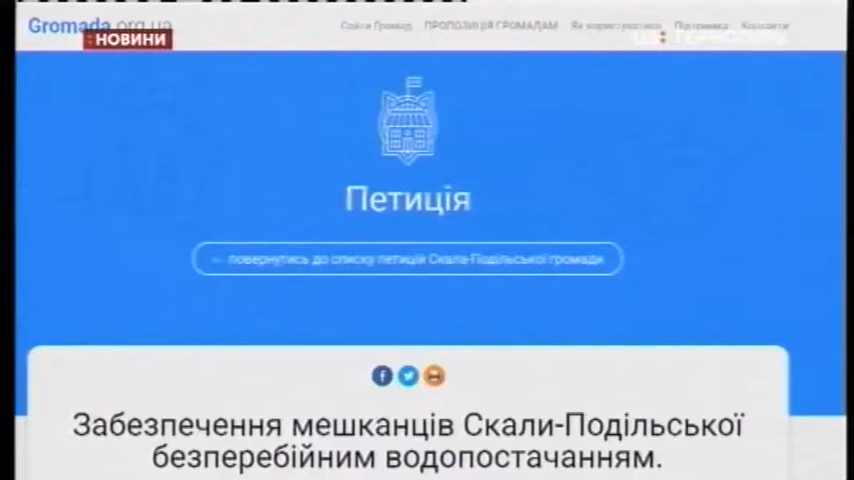 Gromada.org.ua
Сайти Громад ПРОПОЗИЦІЯ ГРОМАДАМ Як користуватися Підтримка Контакти
:НОВИНИ
Петиція
← повернутись до списку петицій Скала-Подільської громади
Забезпечення мешканців Скали-Подільської
безперебійним водопостачанням.